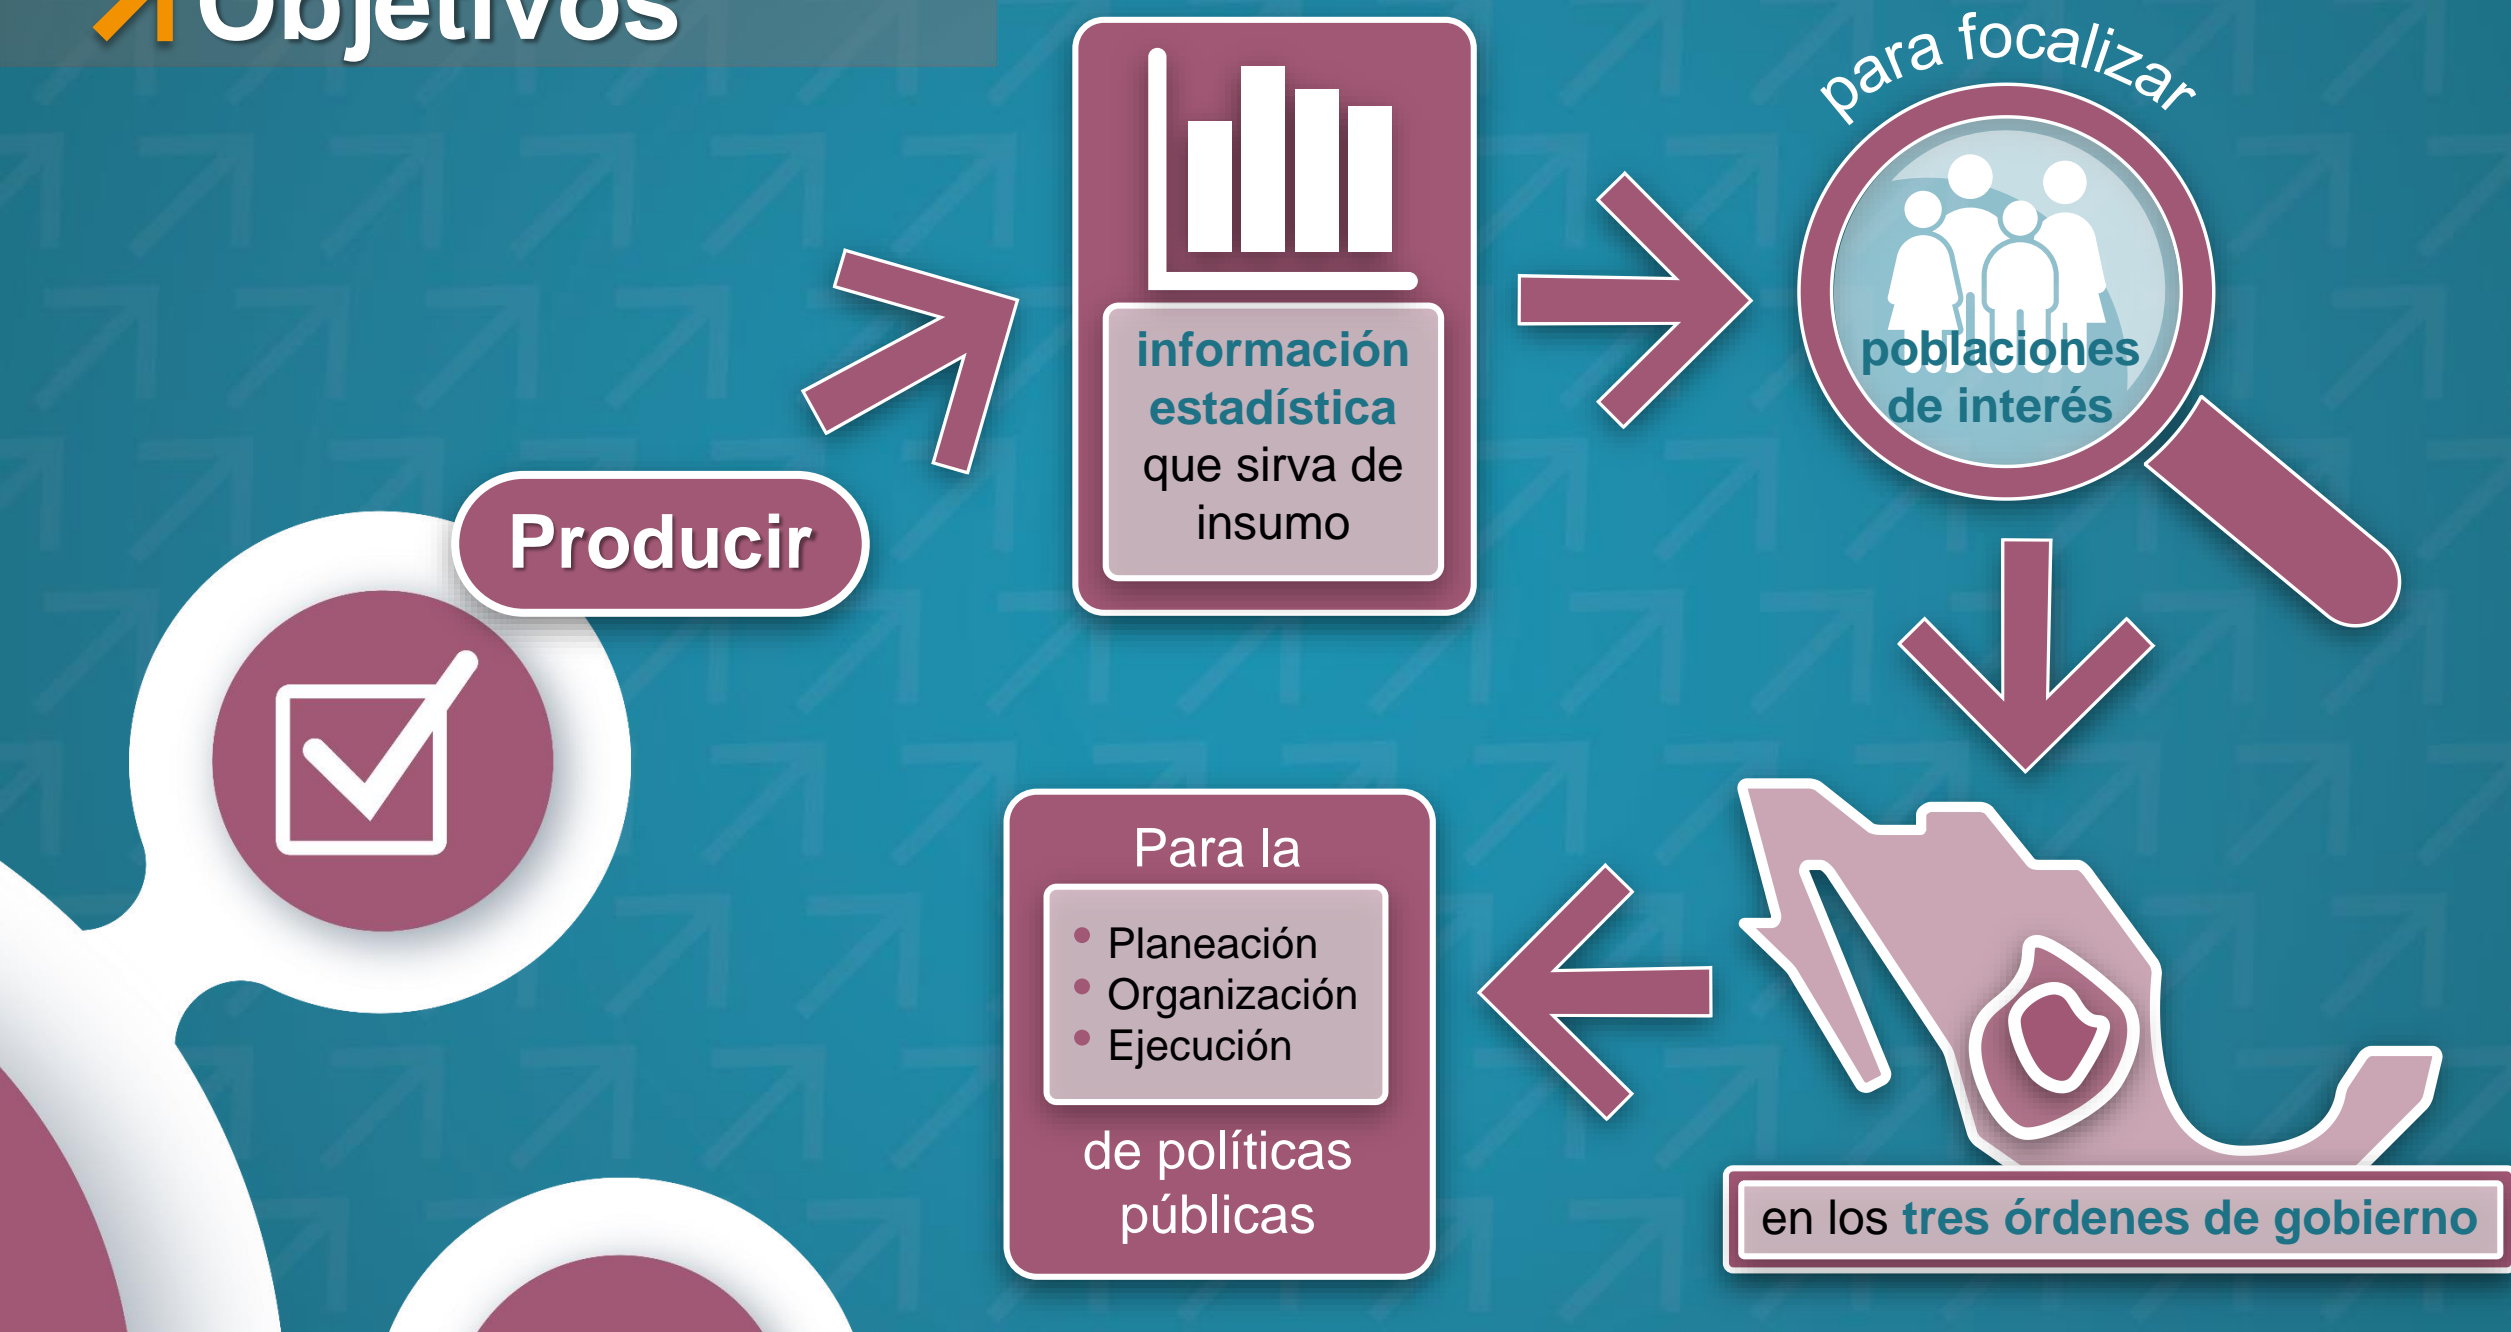 Objetivos
Producir
información
estadística
que sirva de
insumo
para focalizar
poblaciones
de interés
en los tres órdenes de gobierno
Para la
• Planeación
• Organización
• Ejecución
de políticas
públicas